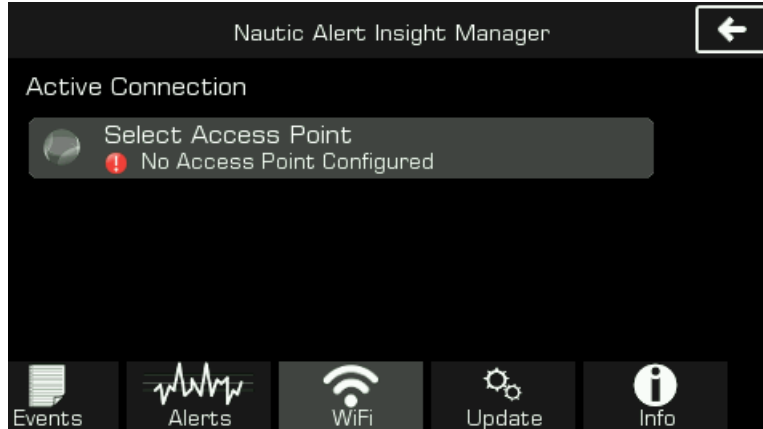 Nautic Alert Insight Manager
Active Connection
Select Access Point
No Access Point Configured
Events Alerts WiFi Update Info